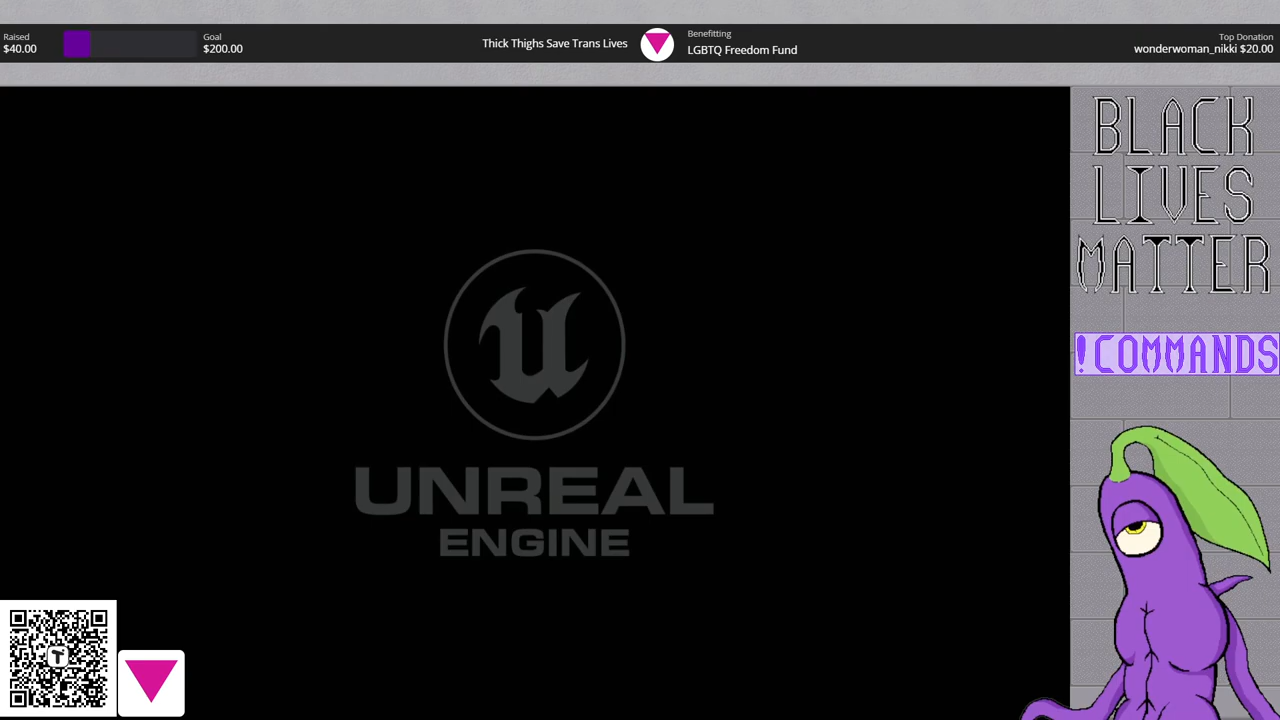 Raised
$40.00
Goal
$200.00
Thick Thighs Save Trans Lives
Benefitting
LGBTQ Freedom Fund
Top Donation
wonderwoman_nikki $20.00
BLACK
LIVES
MATTER
!COMMANDS
UNREAL
ENGINE
T